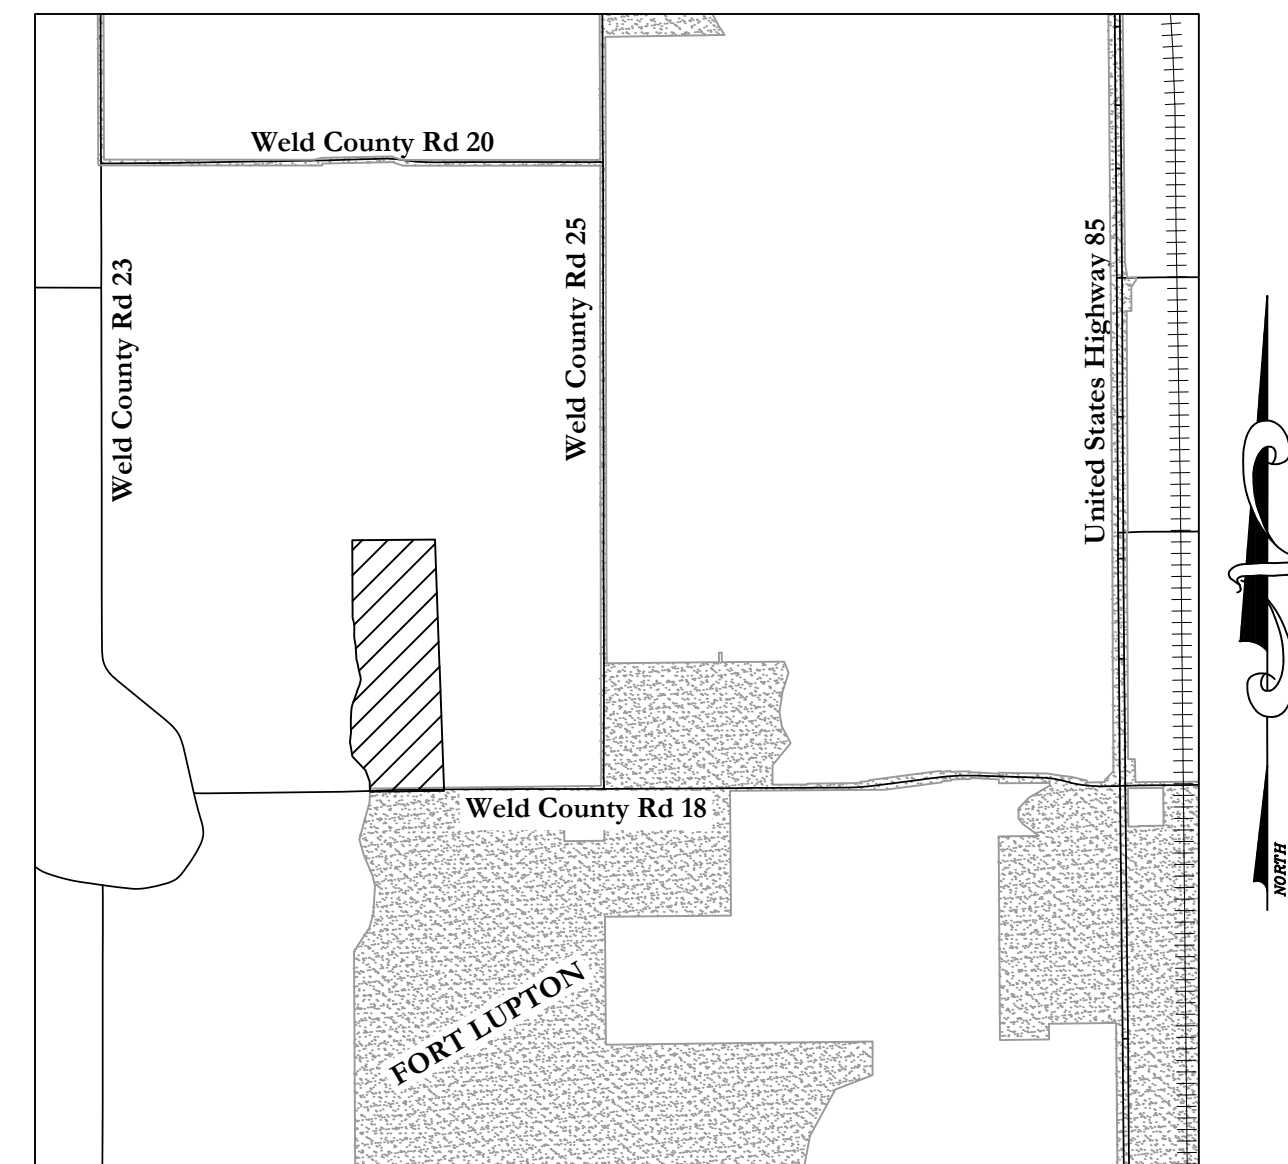 Weld County Rd 20
Weld County Rd 23
Weld County Rd 25
United States Highway 85
Weld County Rd 18
FORT LUPTON
NORTH